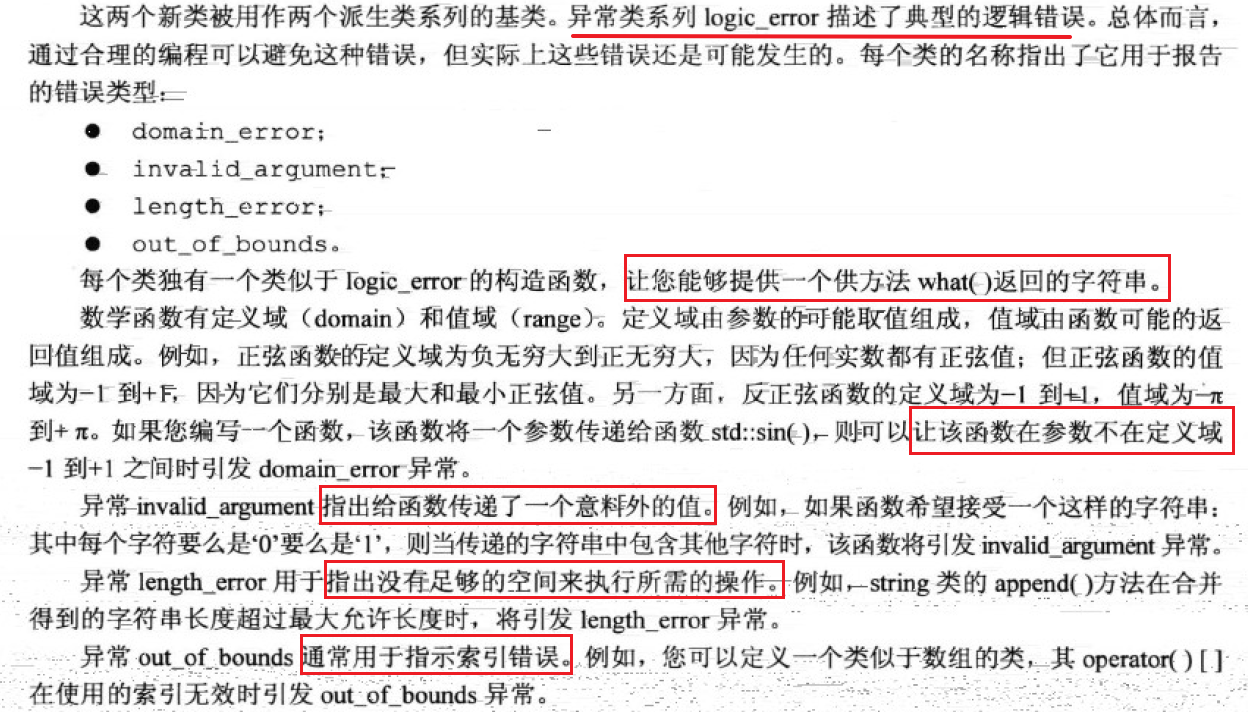 这两个新类被用作两个派生类系列的基类。异常类系列 logic_error 描述了典型的逻辑错误。总体而言，
通过合理的编程可以避免这种错误，但实际上这些错误还是可能发生的。每个类的名称指出了它用于报告
的错误类型：
● domain_error；
● invalid_argument；
● length_error；
● out_of_bounds。
每个类独有一个类似于 logic_error 的构造函数，让您能够提供一个供方法 what( )返回的字符串。
数学函数有定义域（domain）和值域（range）。定义域由参数的可能取值组成，值域由函数可能的返
回值组成。例如，正弦函数的定义域为负无穷大到正无穷大，因为任何实数都有正弦值；但正弦函数的值
域为−1 到+1，因为它们分别是最大和最小正弦值。另一方面，反正弦函数的定义域为−1 到+1，值域为−π
到+ π。如果您编写一个函数，该函数将一个参数传递给函数 std::sin( )，则可以让该函数在参数不在定义域
−1 到+1 之间时引发 domain_error 异常。
异常 invalid_argument 指出给函数传递了一个意料外的值。例如，如果函数希望接受一个这样的字符串：
其中每个字符要么是‘0’要么是‘1’，则当传递的字符串中包含其他字符时，该函数将引发 invalid_argument 异常。
异常 length_error 用于指出没有足够的空间来执行所需的操作。例如，string 类的 append( )方法在合并
得到的字符串长度超过最大允许长度时，将引发 length_error 异常。
异常 out_of_bounds 通常用于指示索引错误。例如，您可以定义一个类似于数组的类，其 operator( ) [ ]
在使用的索引无效时引发 out_of_bounds 异常。